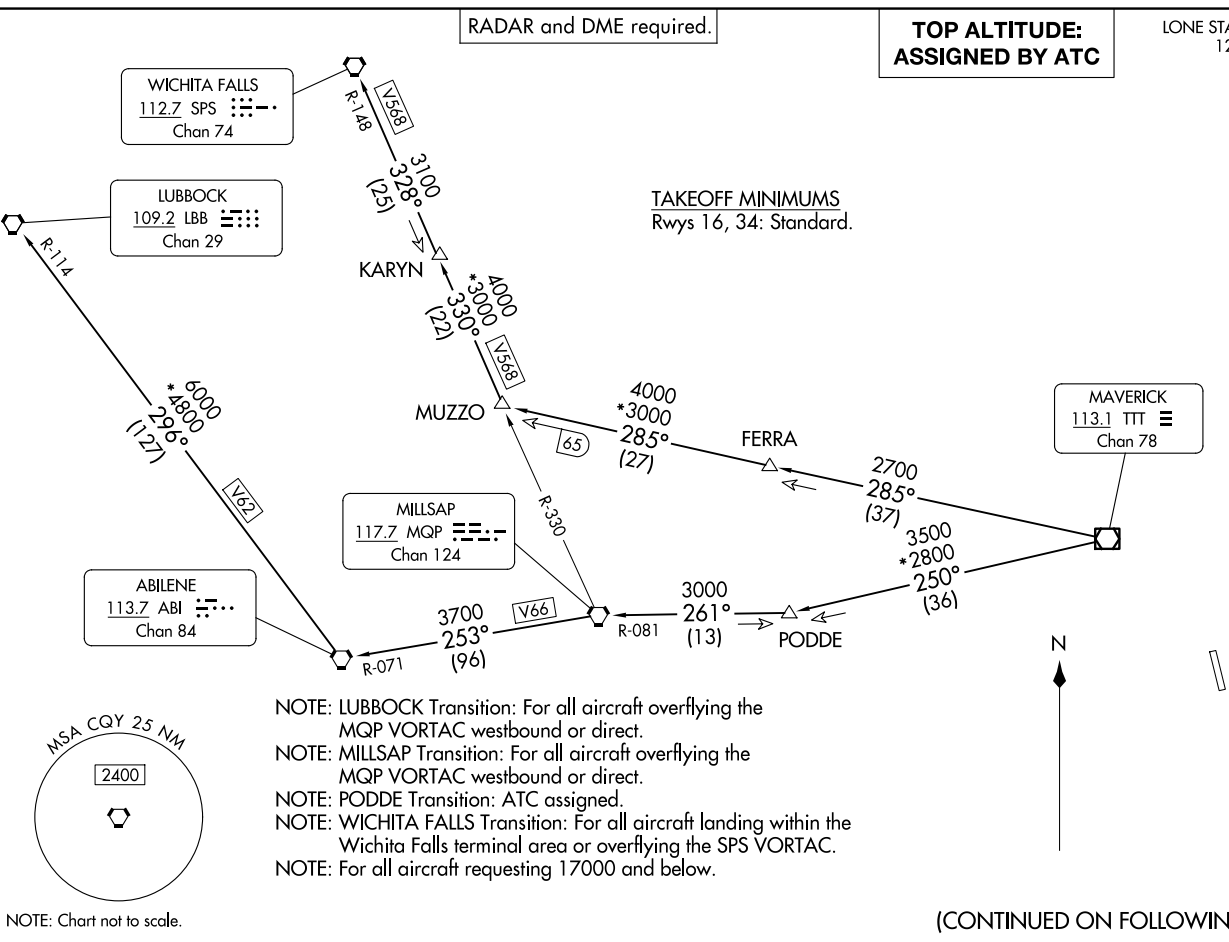 RADAR and DME required.
TOP ALTITUDE:
ASSIGNED BY ATC
LONE STA
12
WICHITA FALLS
112.7 SPS
Chan 74
R-148
V568
3100
328°
(25)
LUBBOCK
109.2 LBB
Chan 29
R-114
TAKEOFF MINIMUMS
Rwys 16, 34: Standard.
KARYN
4000
*3000
330°
(22)
V568
6000
*4800
296°
(127)
V62
MUZZO
65
4000
*3000
285°
(27)
FERRA
MAVERICK
113.1 TTT
Chan 78
2700
285°
(37)
R-330
MILLSAP
117.7 MQP
Chan 124
3500
*2800
250°
(36)
ABILENE
113.7 ABI
Chan 84
3700
253°
(96)
V66
R-071
R-081
3000
261°
(13)
PODDE
N
MSA CQY 25 NM
2400
NOTE: LUBBOCK Transition: For all aircraft overflying the
MQP VORTAC westbound or direct.
NOTE: MILLSAP Transition: For all aircraft overflying the
MQP VORTAC westbound or direct.
NOTE: PODDE Transition: ATC assigned.
NOTE: WICHITA FALLS Transition: For all aircraft landing within the
Wichita Falls terminal area or overflying the SPS VORTAC.
NOTE: For all aircraft requesting 17000 and below.
NOTE: Chart not to scale.
(CONTINUED ON FOLLOWIN